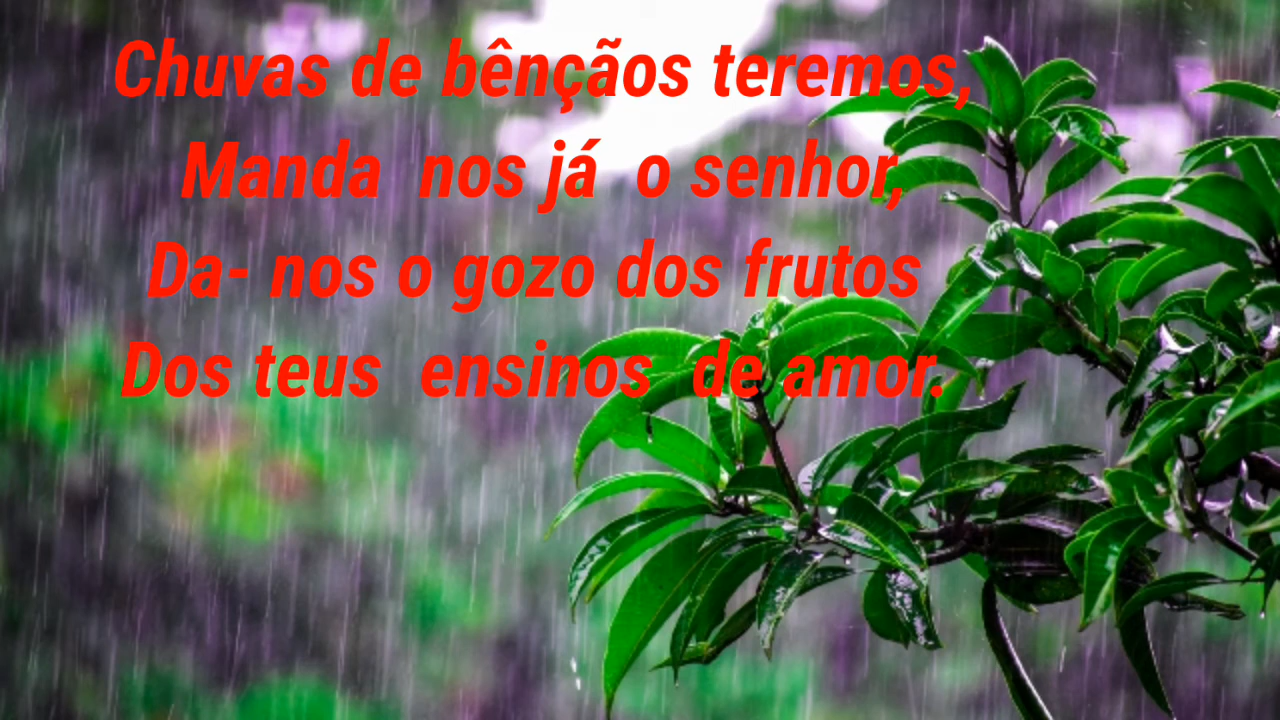 Chuvas de bênçãos teremos,
Manda nos já o senhor,
Da- nos o gozo dos frutos
Dos teus ensinos de amor.